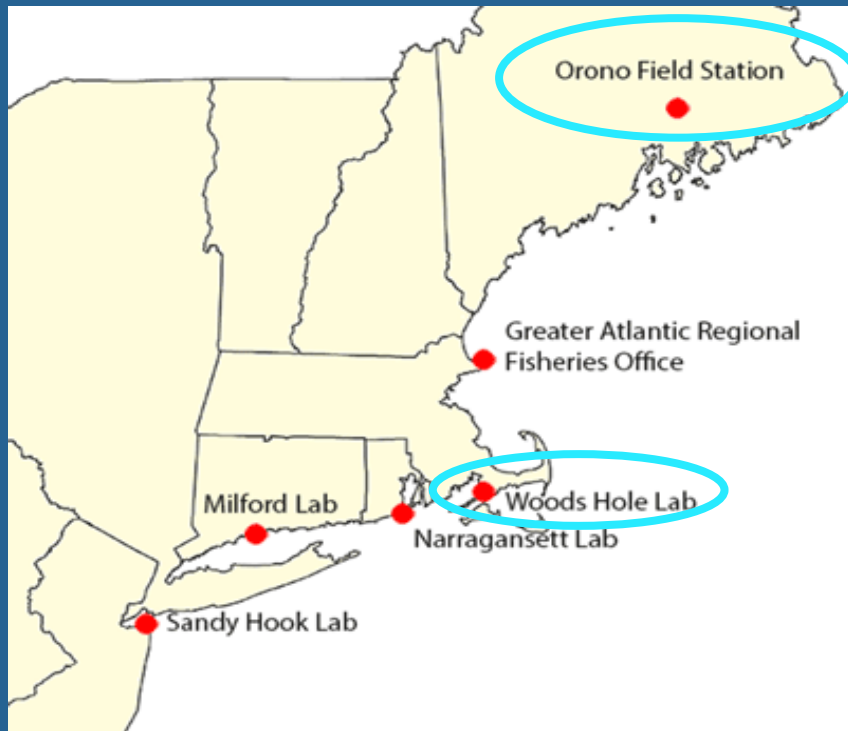 Orono Field Station
Greater Atlantic Regional
Fisheries Office
Milford Lab
Woods Hole Lab
Narragansett Lab
Sandy Hook Lab